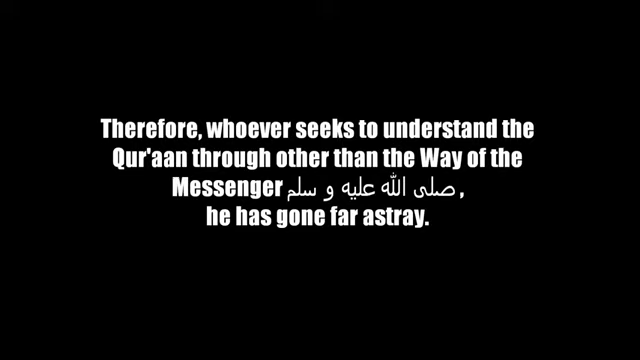 Therefore, whoever seeks to understand the
Qur'aan through other than the Way of the
Messenger صلى الله عليه و سلم ,
he has gone far astray.